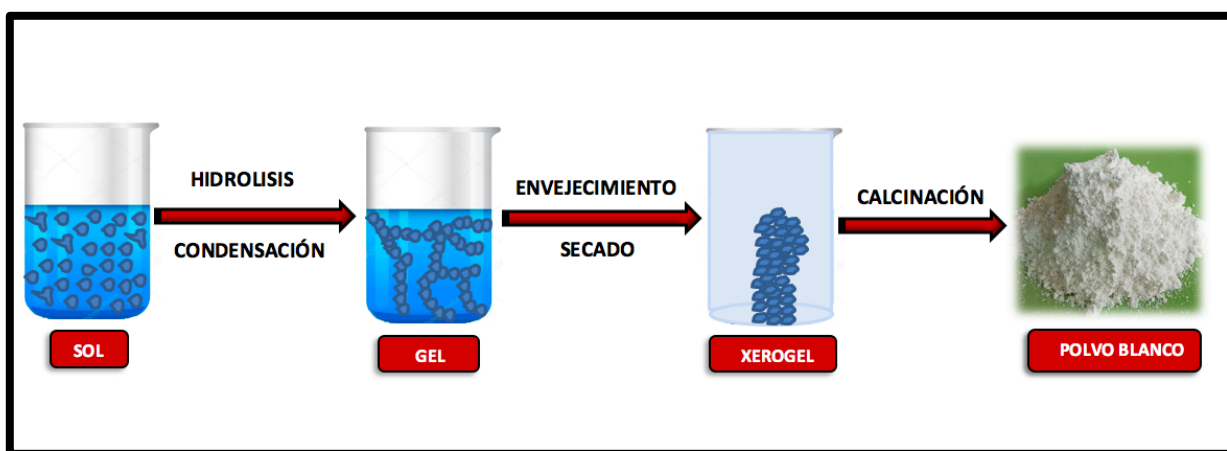 HIDROLISIS
CONDENSACIÓN
ENVEJECIMIENTO
SECADO
CALCINACIÓN
SOL
GEL
XEROGEL
POLVO BLANCO